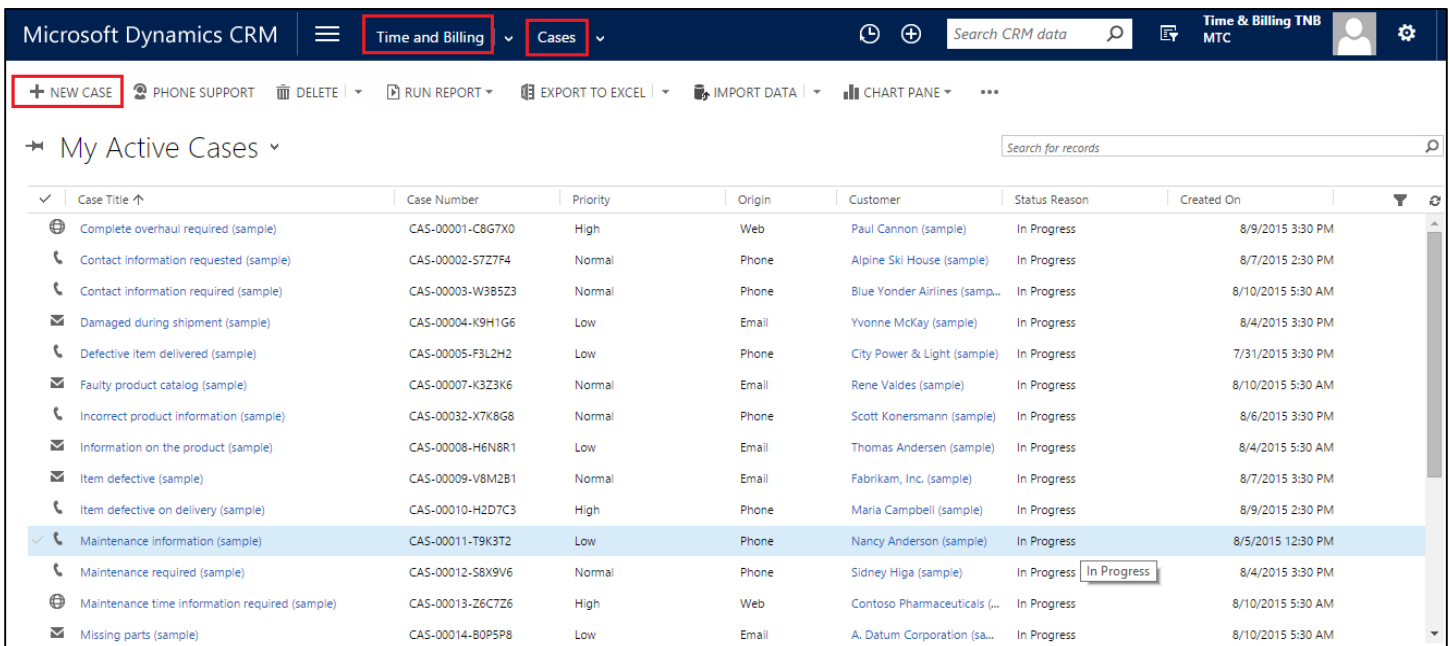 Microsoft Dynamics CRM Time and Billing Cases Search CRM data Time & Billing TNB
MTC
NEW CASE PHONE SUPPORT DELETE RUN REPORT EXPORT TO EXCEL IMPORT DATA CHART PANE
My Active Cases Search for records
Case Title Case Number Priority Origin Customer Status Reason Created On
Complete overhaul required (sample) CAS-00001-C8G7X0 High Web Paul Cannon (sample) In Progress 8/9/2015 3:30 PM
Contact information requested (sample) CAS-00002-S7Z7F4 Normal Phone Alpine Ski House (sample) In Progress 8/7/2015 2:30 PM
Contact information required (sample) CAS-00003-W3B5Z3 Normal Phone Blue Yonder Airlines (samp... In Progress 8/10/2015 5:30 AM
Damaged during shipment (sample) CAS-00004-K9H1G6 Low Email Yvonne McKay (sample) In Progress 8/4/2015 3:30 PM
Defective item delivered (sample) CAS-00005-F3L2H2 Low Phone City Power & Light (sample) In Progress 7/31/2015 3:30 PM
Faulty product catalog (sample) CAS-00007-K3Z3K6 Normal Email Rene Valdes (sample) In Progress 8/10/2015 5:30 AM
Incorrect product information (sample) CAS-00032-X7K8G8 Normal Phone Scott Konersmann (sample) In Progress 8/6/2015 3:30 PM
Information on the product (sample) CAS-00008-H6N8R1 Low Email Thomas Andersen (sample) In Progress 8/4/2015 5:30 AM
Item defective (sample) CAS-00009-V8M2B1 Normal Email Fabrikam, Inc. (sample) In Progress 8/7/2015 3:30 PM
Item defective on delivery (sample) CAS-00010-H2D7C3 High Phone Maria Campbell (sample) In Progress 8/9/2015 2:30 PM
Maintenance information (sample) CAS-00011-T9K3T2 Low Phone Nancy Anderson (sample) In Progress 8/5/2015 12:30 PM
Maintenance required (sample) CAS-00012-S8X9V6 Normal Phone Sidney Higa (sample) In Progress In Progress 8/4/2015 3:30 PM
Maintenance time information required (sample) CAS-00013-Z6C7Z6 High Web Contoso Pharmaceuticals (... In Progress 8/10/2015 5:30 AM
Missing parts (sample) CAS-00014-B0P5P8 Low Email A. Datum Corporation (sa... In Progress 8/10/2015 5:30 AM